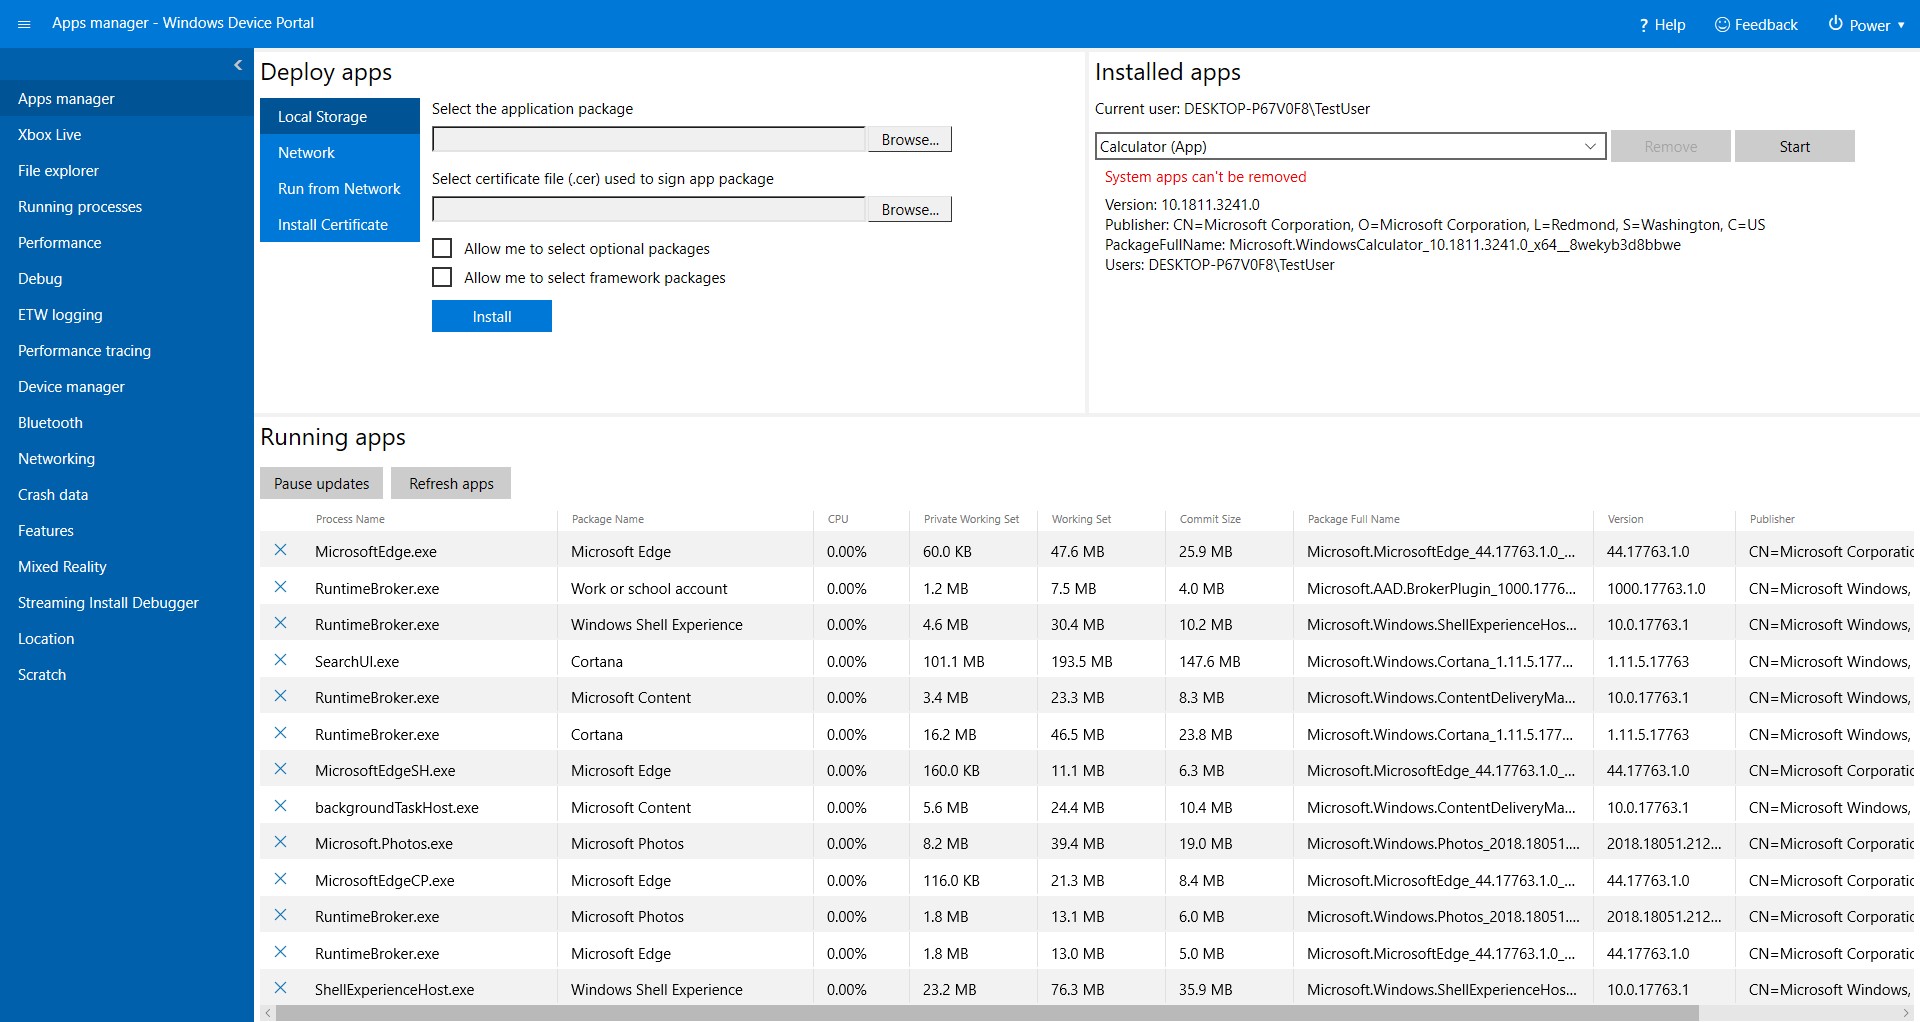 Apps manager - Windows Device Portal
? Help
Feedback
Power
Apps manager
Xbox Live
File explorer
Running processes
Performance
Debug
ETW logging
Performance tracing
Device manager
Bluetooth
Networking
Crash data
Features
Mixed Reality
Streaming Install Debugger
Location
Scratch
Deploy apps
Local Storage
Network
Run from Network
Install Certificate
Select the application package
Browse...
Select certificate file (.cer) used to sign app package
Browse...
Allow me to select optional packages
Allow me to select framework packages
Install
Installed apps
Current user: DESKTOP-P67V0F8\TestUser
Calculator (App) Remove Start
System apps can't be removed
Version: 10.1811.3241.0
Publisher: CN=Microsoft Corporation, O=Microsoft Corporation, L=Redmond, S=Washington, C=US
PackageFullName: Microsoft.WindowsCalculator_10.1811.3241.0_x64__8wekyb3d8bbwe
Users: DESKTOP-P67V0F8\TestUser
Running apps
Pause updates Refresh apps
Process Name Package Name CPU Private Working Set Working Set Commit Size Package Full Name Version Publisher
MicrosoftEdge.exe Microsoft Edge 0.00% 60.0 KB 47.6 MB 25.9 MB Microsoft.MicrosoftEdge_44.17763.1.0_... 44.17763.1.0 CN=Microsoft Corporatic
RuntimeBroker.exe Work or school account 0.00% 1.2 MB 7.5 MB 4.0 MB Microsoft.AAD.BrokerPlugin_1000.1776... 1000.17763.1.0 CN=Microsoft Windows,
RuntimeBroker.exe Windows Shell Experience 0.00% 4.6 MB 30.4 MB 10.2 MB Microsoft.Windows.ShellExperienceHos... 10.0.17763.1 CN=Microsoft Windows,
SearchUI.exe Cortana 0.00% 101.1 MB 193.5 MB 147.6 MB Microsoft.Windows.Cortana_1.11.5.177... 1.11.5.17763 CN=Microsoft Windows,
RuntimeBroker.exe Microsoft Content 0.00% 3.4 MB 23.3 MB 8.3 MB Microsoft.Windows.ContentDeliveryMa... 10.0.17763.1 CN=Microsoft Windows,
RuntimeBroker.exe Cortana 0.00% 16.2 MB 46.5 MB 23.8 MB Microsoft.Windows.Cortana_1.11.5.177... 1.11.5.17763 CN=Microsoft Windows,
MicrosoftEdgeSH.exe Microsoft Edge 0.00% 160.0 KB 11.1 MB 6.3 MB Microsoft.MicrosoftEdge_44.17763.1.0_... 44.17763.1.0 CN=Microsoft Corporatic
backgroundTaskHost.exe Microsoft Content 0.00% 5.6 MB 24.4 MB 10.4 MB Microsoft.Windows.ContentDeliveryMa... 10.0.17763.1 CN=Microsoft Windows,
Microsoft.Photos.exe Microsoft Photos 0.00% 8.2 MB 39.4 MB 19.0 MB Microsoft.Windows.Photos_2018.18051.... 2018.18051.212... CN=Microsoft Corporatic
MicrosoftEdgeCP.exe Microsoft Edge 0.00% 116.0 KB 21.3 MB 8.4 MB Microsoft.MicrosoftEdge_44.17763.1.0_... 44.17763.1.0 CN=Microsoft Corporatic
RuntimeBroker.exe Microsoft Photos 0.00% 1.8 MB 13.1 MB 6.0 MB Microsoft.Windows.Photos_2018.18051.... 2018.18051.212... CN=Microsoft Corporatic
RuntimeBroker.exe Microsoft Edge 0.00% 1.8 MB 13.0 MB 5.0 MB Microsoft.MicrosoftEdge_44.17763.1.0_... 44.17763.1.0 CN=Microsoft Corporatic
ShellExperienceHost.exe Windows Shell Experience 0.00% 23.2 MB 76.3 MB 35.9 MB Microsoft.Windows.ShellExperienceHos... 10.0.17763.1 CN=Microsoft Windows,